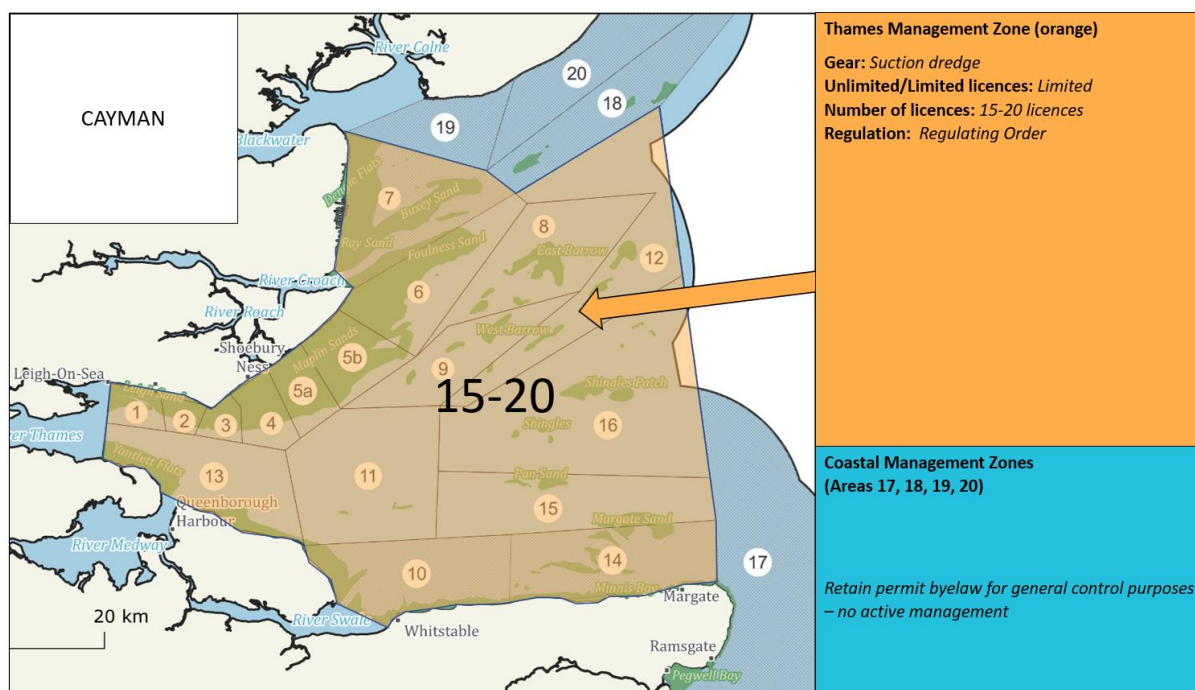 CAYMAN
River Colne
Blackwater
20
18
19
Dengie Flats
7
Buxey Sand
Ray Sand
Foulness Sand
8
East Barrow
12
River Croach
6
River Roach
West Barrow
Shoebury
Ness
Maplin Sands
5b
9
15-20
Leigh-On-Sea
5a
Shingles Patch
Leigh Sand
1
2
3
4
Shingles
16
er Thames
Yantlett Flats
13
11
Pan Sand
Queenborough
Harbour
15
Margate Sand
River Medway
10
14
17
Minnis Bay
Margate
20 km
River Swale
Whitstable
Ramsgate
Pegwell Bay
Thames Management Zone (orange)
Gear: Suction dredge
Unlimited/Limited licences: Limited
Number of licences: 15-20 licences
Regulation: Regulating Order
Coastal Management Zones
(Areas 17, 18, 19, 20)
Retain permit byelaw for general control purposes
– no active management